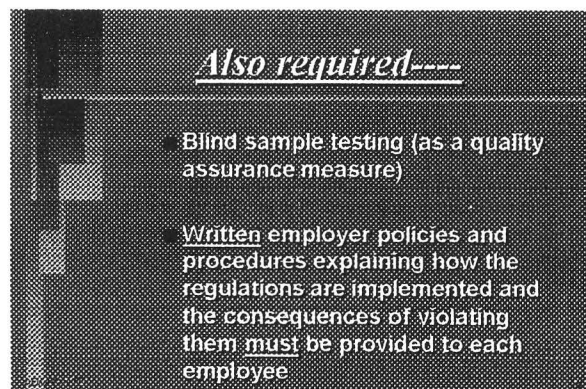 Also required----
Blind sample testing (as a quality
assurance measure)
Written employer policies and
procedures explaining how the
regulations are implemented and
the consequences of violating
them must be provided to each
employee